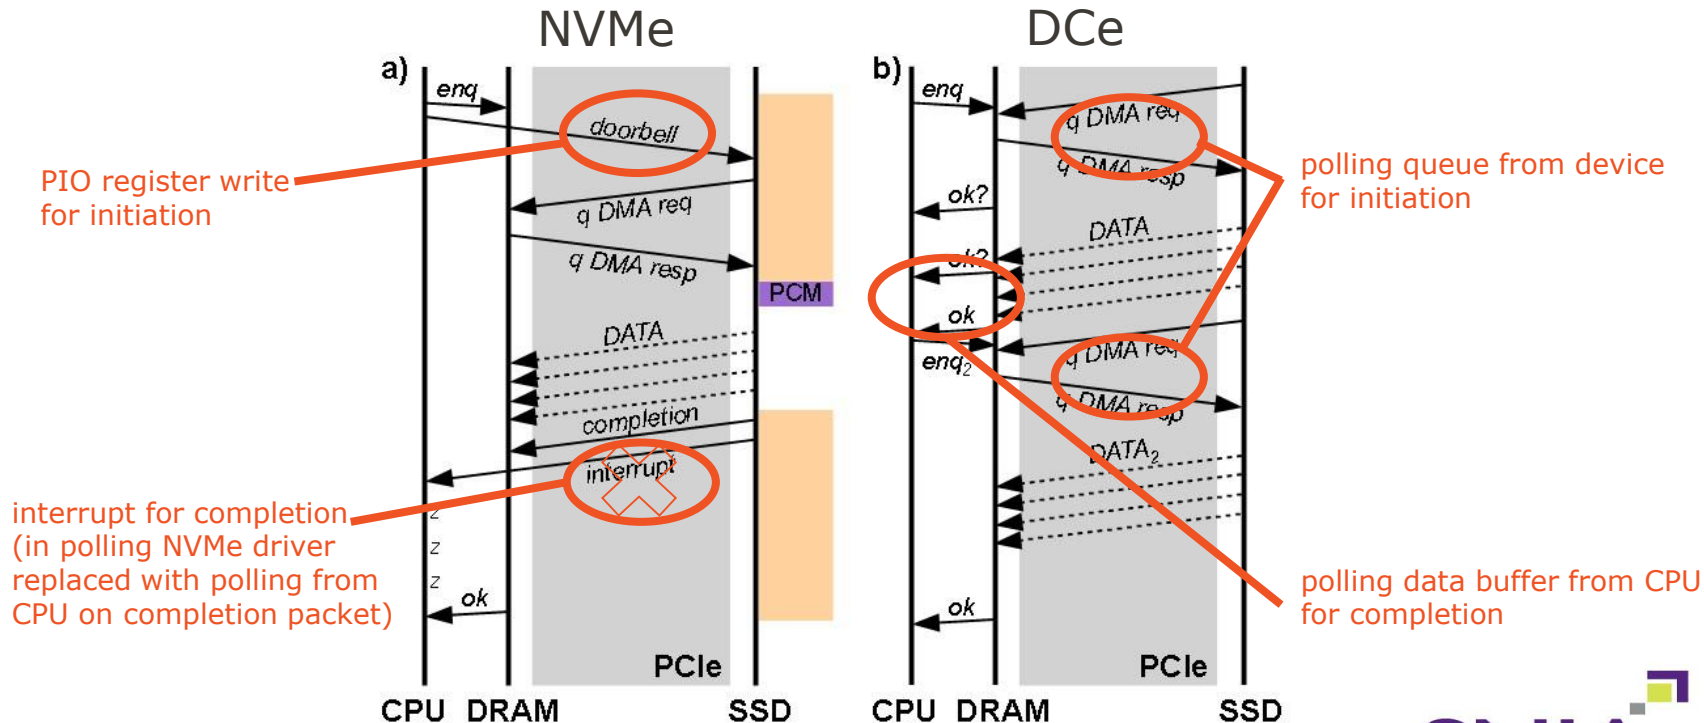 NVMe
DCe
a)
enq
doorbell
PIO register write
for initiation
q DMA req
q DMA resp
PCM
DATA
completion
interrupt
interrupt for completion
(in polling NVMe driver
replaced with polling from
CPU on completion packet)
z
z
z
ok
PCIe
CPU DRAM SSD
b)
enq
q DMA req
q DMA resp
polling queue from device
for initiation
ok?
DATA
ok?
ok
q DMA req
enq2
q DMA resp
DATA2
polling data buffer from CPU
for completion
ok
PCIe
CPU DRAM SSD